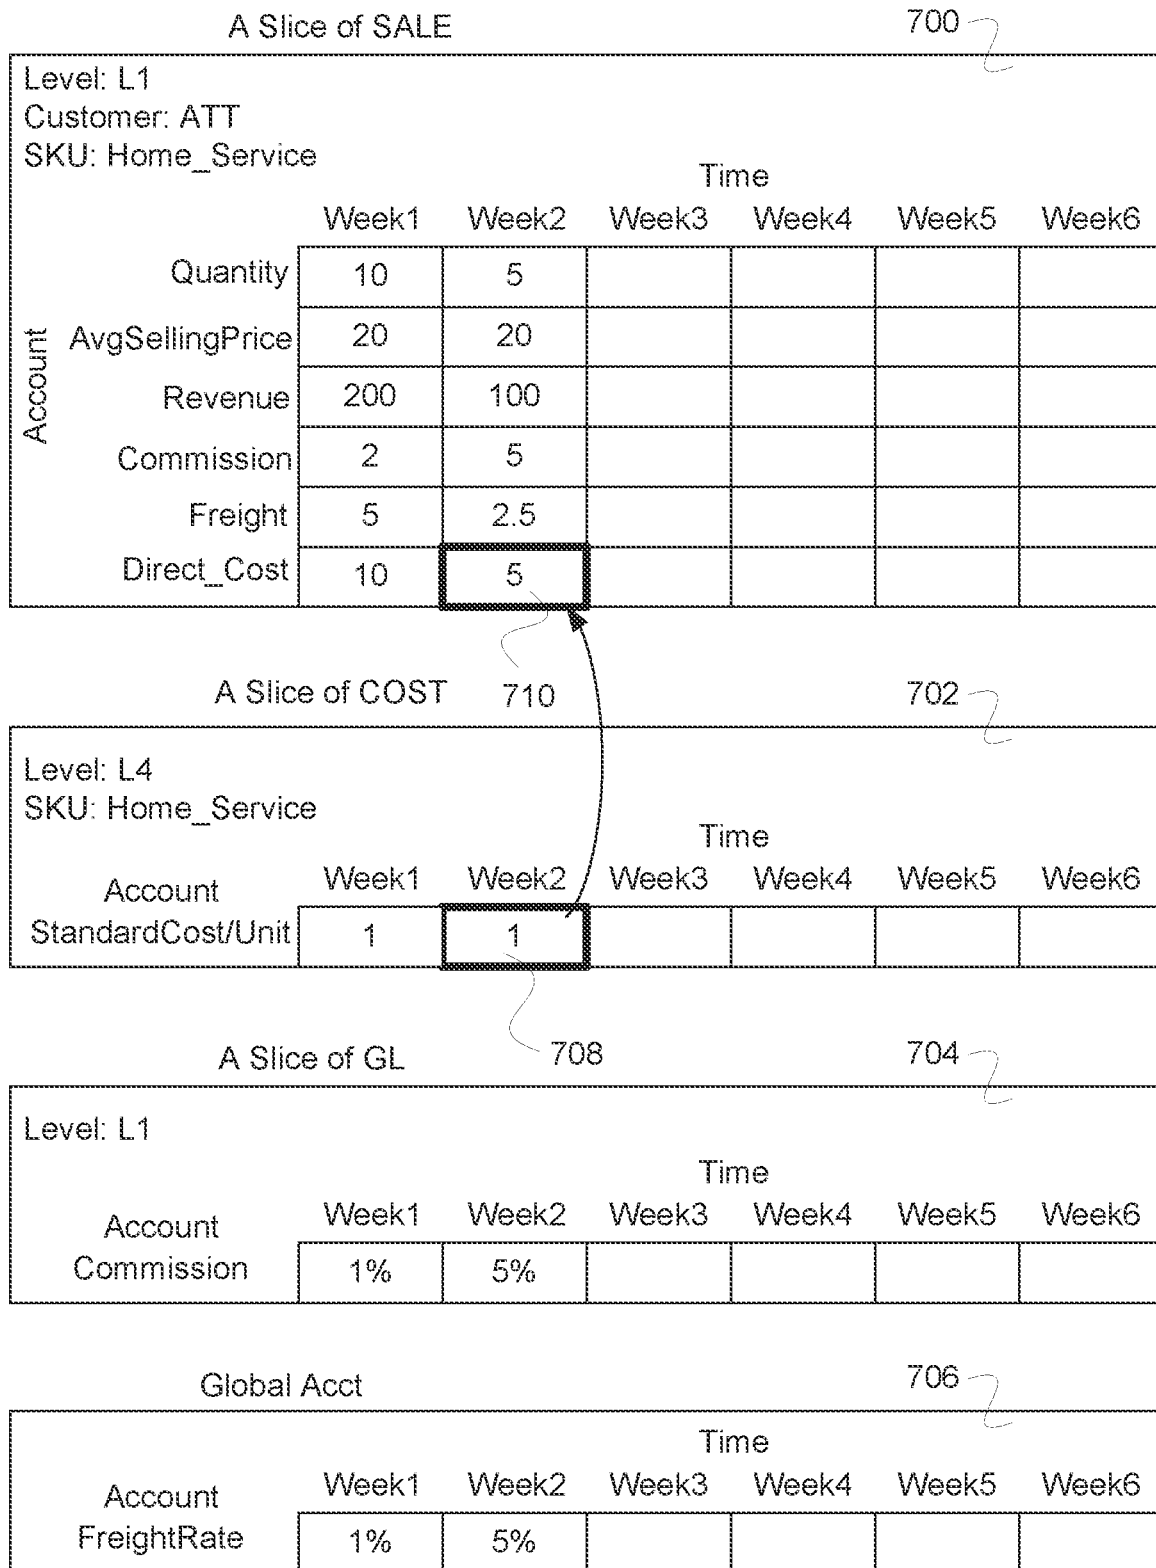 A Slice of SALE 700
Level: L1
Customer: ATT
SKU: Home_Service
Time
Week1 Week2 Week3 Week4 Week5 Week6
Account
Quantity 10 5
AvgSellingPrice 20 20
Revenue 200 100
Commission 2 5
Freight 5 2.5
Direct_Cost 10 5
710
A Slice of COST 702
Level: L4
SKU: Home_Service
Time
Account Week1 Week2 Week3 Week4 Week5 Week6
StandardCost/Unit 1 1
708
A Slice of GL 704
Level: L1
Time
Account Week1 Week2 Week3 Week4 Week5 Week6
Commission 1% 5%
Global Acct 706
Time
Account Week1 Week2 Week3 Week4 Week5 Week6
FreightRate 1% 5%